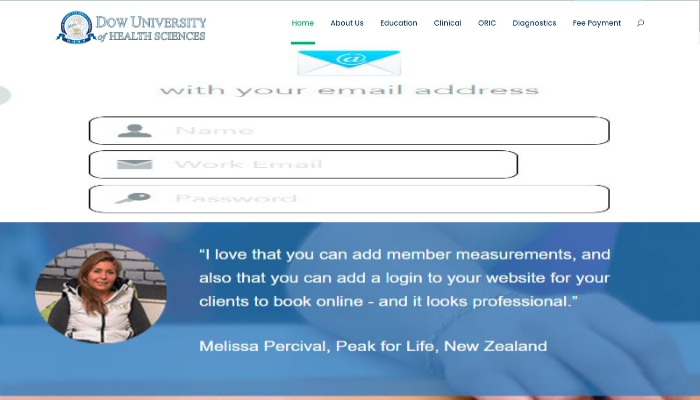 DOW UNIVERSITY
of HEALTH SCIENCES
Home About Us Education Clinical ORIC Diagnostics Fee Payment
@
with your email address
Name
Work Email
Password
“I love that you can add member measurements, and
also that you can add a login to your website for your
clients to book online - and it looks professional.”
Melissa Percival, Peak for Life, New Zealand